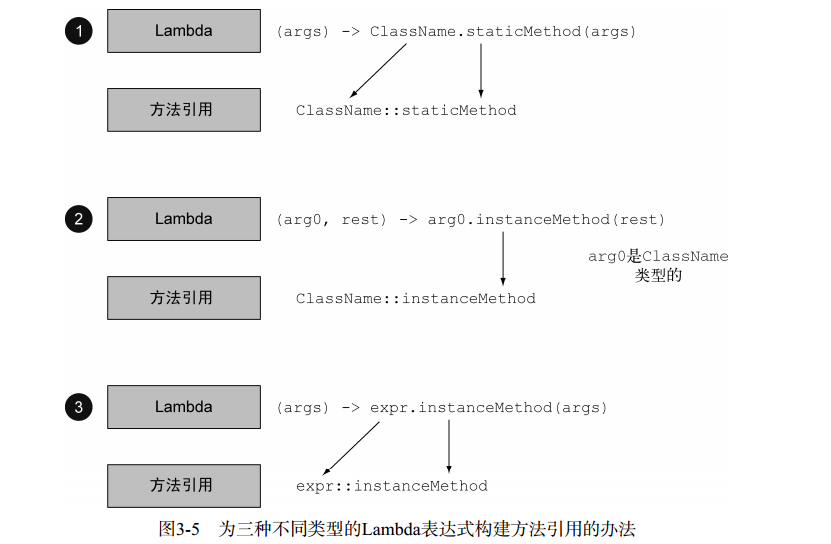 1 Lambda (args) -> ClassName.staticMethod(args)
方法引用 ClassName::staticMethod
2 Lambda (arg0, rest) -> arg0.instanceMethod(rest)
arg0是ClassName
类型的
方法引用 ClassName::instanceMethod
3 Lambda (args) -> expr.instanceMethod(args)
方法引用 expr::instanceMethod
图3-5 为三种不同类型的Lambda表达式构建方法引用的办法